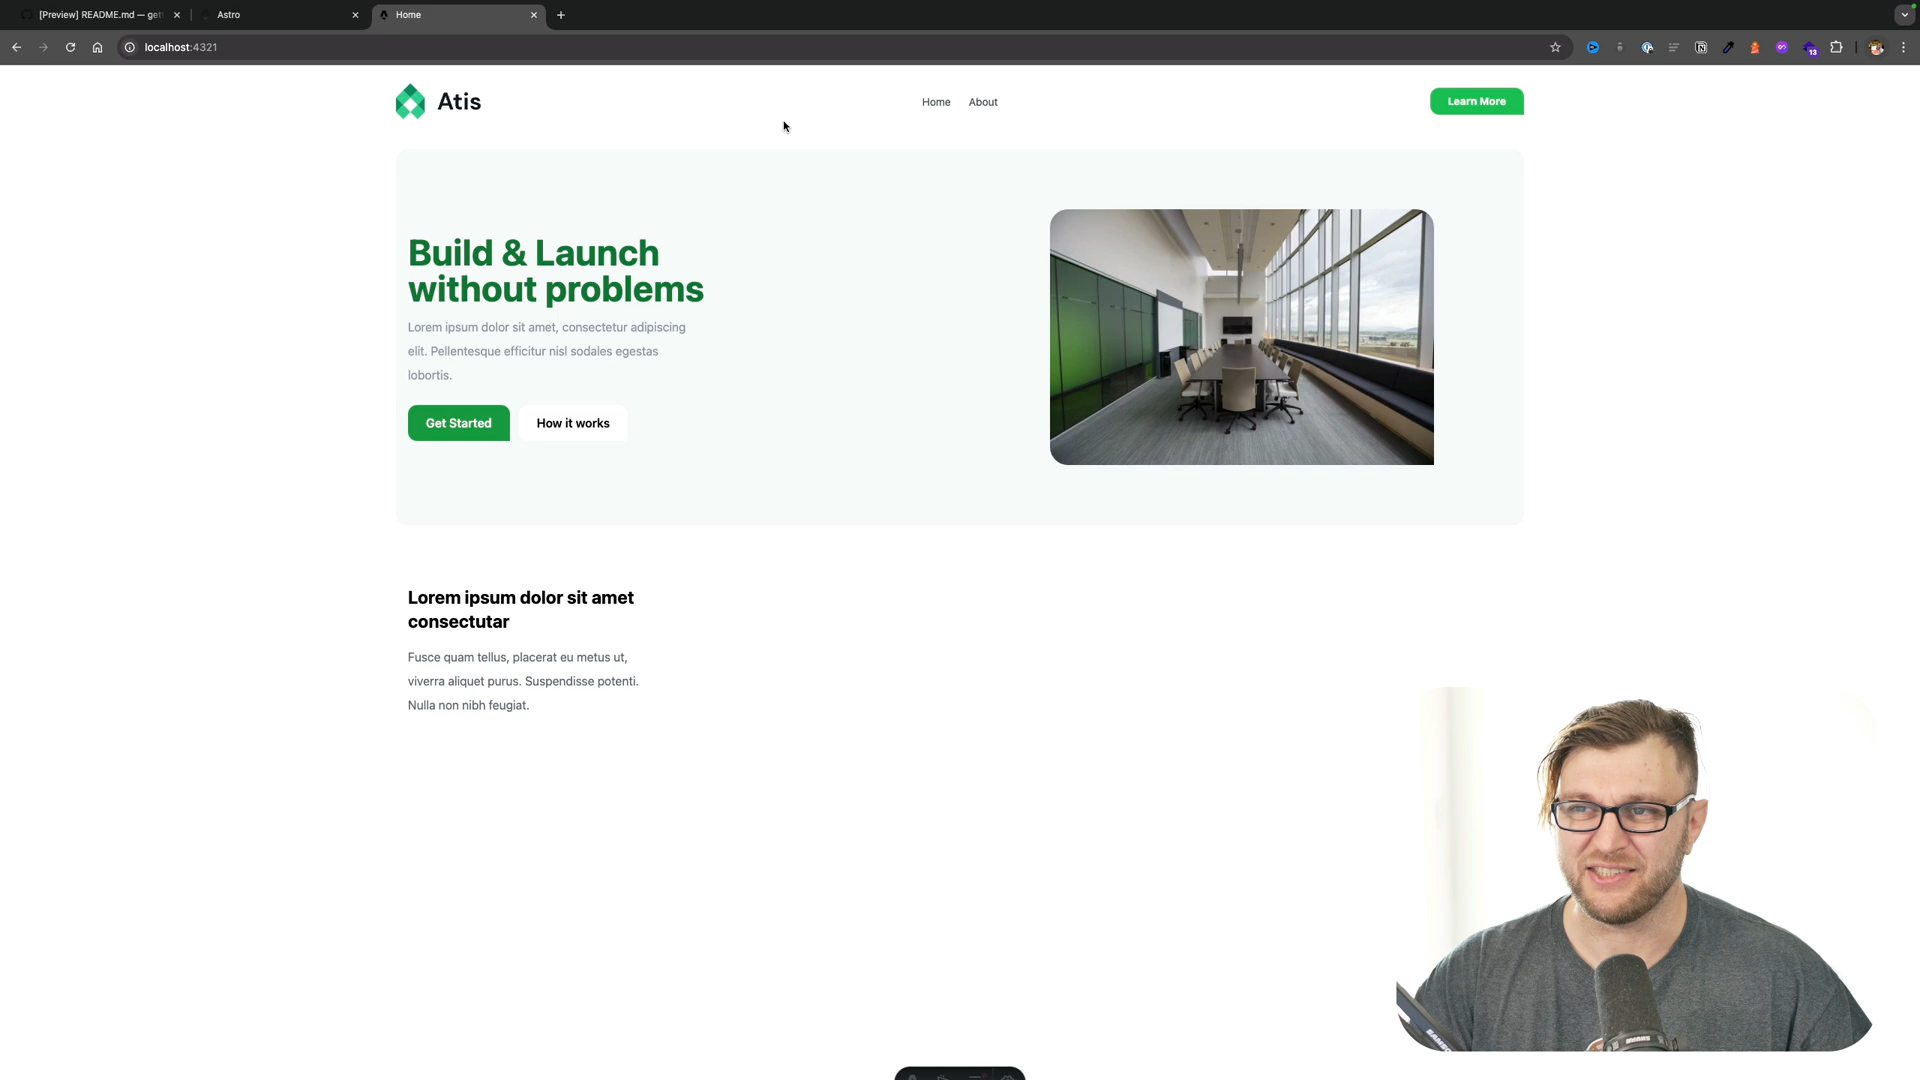 [Preview] README.md — get
Astro
Home
localhost:4321
13
Atis
Home
About
Learn More
Build & Launch
without problems
Lorem ipsum dolor sit amet, consectetur adipiscing
elit. Pellentesque efficitur nisl sodales egestas
lobortis.
Get Started
How it works
Lorem ipsum dolor sit amet
consectutar
Fusce quam tellus, placerat eu metus ut,
viverra aliquet purus. Suspendisse potenti.
Nulla non nibh feugiat.